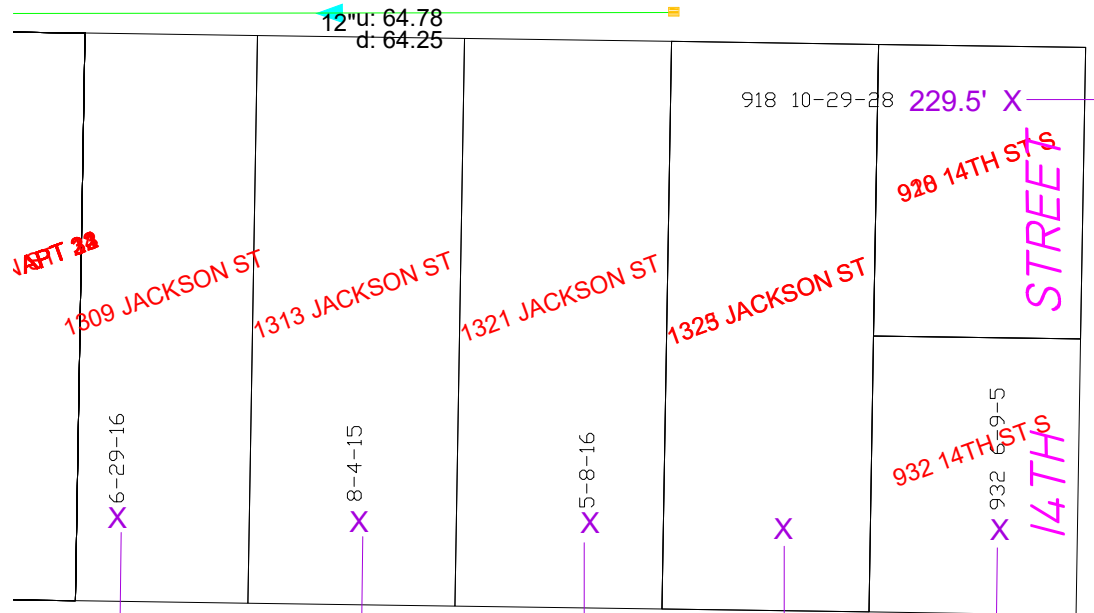 12" u: 64.78
d: 64.25
918 10-29-28 229.5' X
14TH ST S
STREET
APT
1309 JACKSON ST
1313 JACKSON ST
1321 JACKSON ST
JACKSON ST
6-29-16
8-4-15
5-8-16
932 6-9-5
932 14TH ST S
14TH
X
X
X
X
X